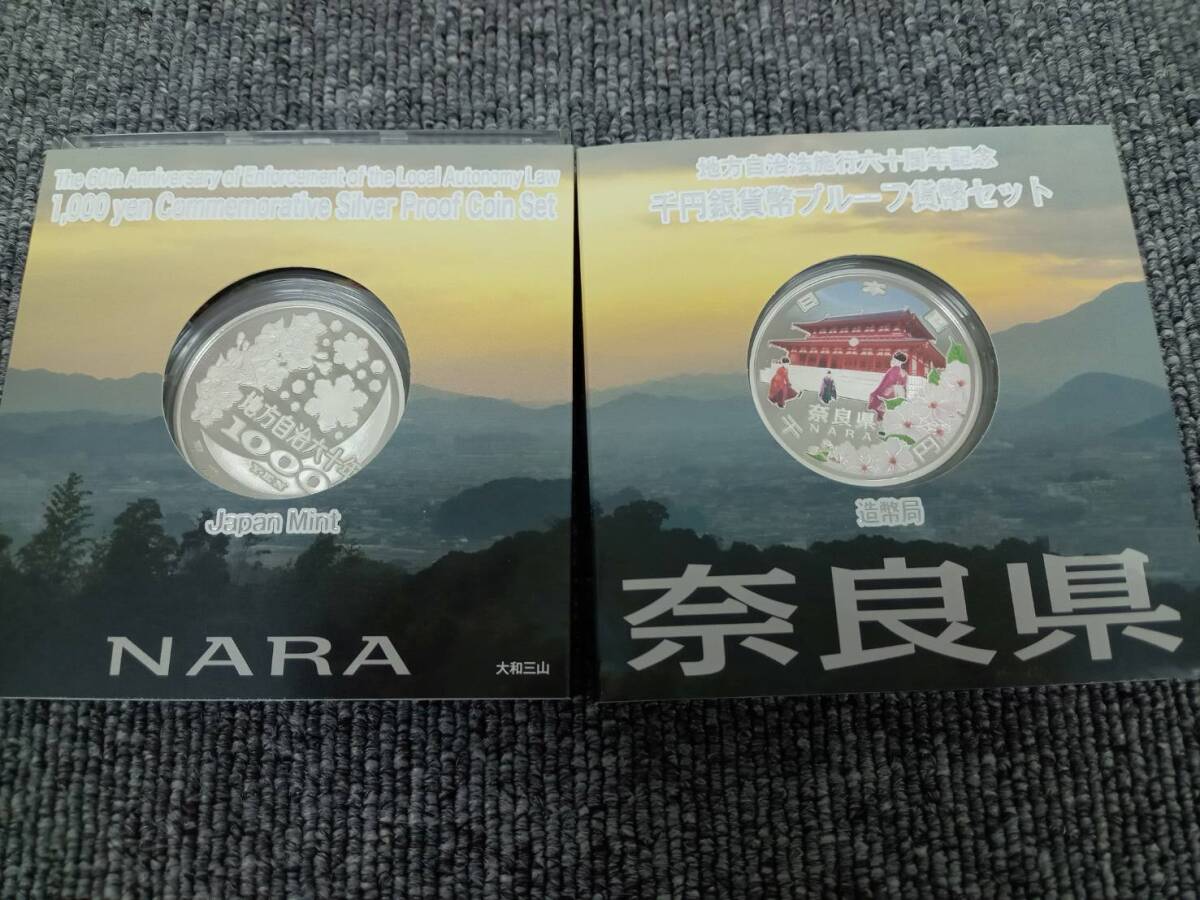 The 60th Anniversary of Enforcement of the Local Autonomy Law
1,000 yen Commemorative Silver Proof Coin Set
地方自治六十年
1000
YEN
Japan Mint
NARA
大和三山
地方自治法施行六十周年記念
千円銀貨幣プルーフ貨幣セット
日本国
奈良県
NARA
千円
造幣局
奈良県